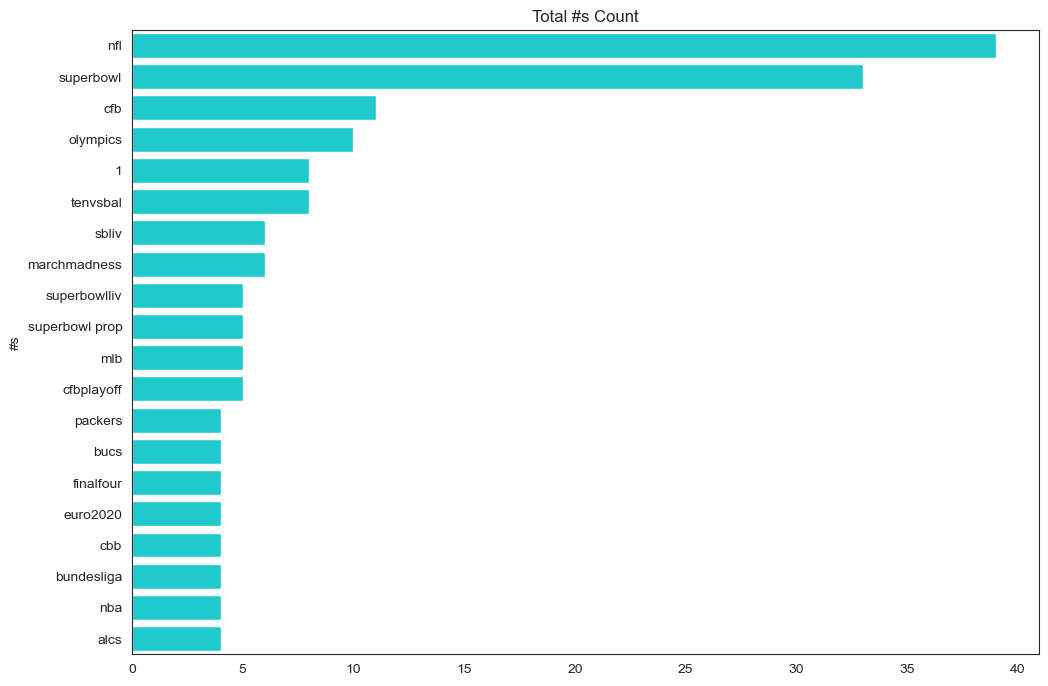 Total #s Count
nfl
superbowl
cfb
olympics
1
tenvsbal
sbliv
marchmadness
superbowlliv
superbowl prop
mlb
cfbplayoff
packers
bucs
finalfour
euro2020
cbb
bundesliga
nba
alcs
#s
0 5 10 15 20 25 30 35 40